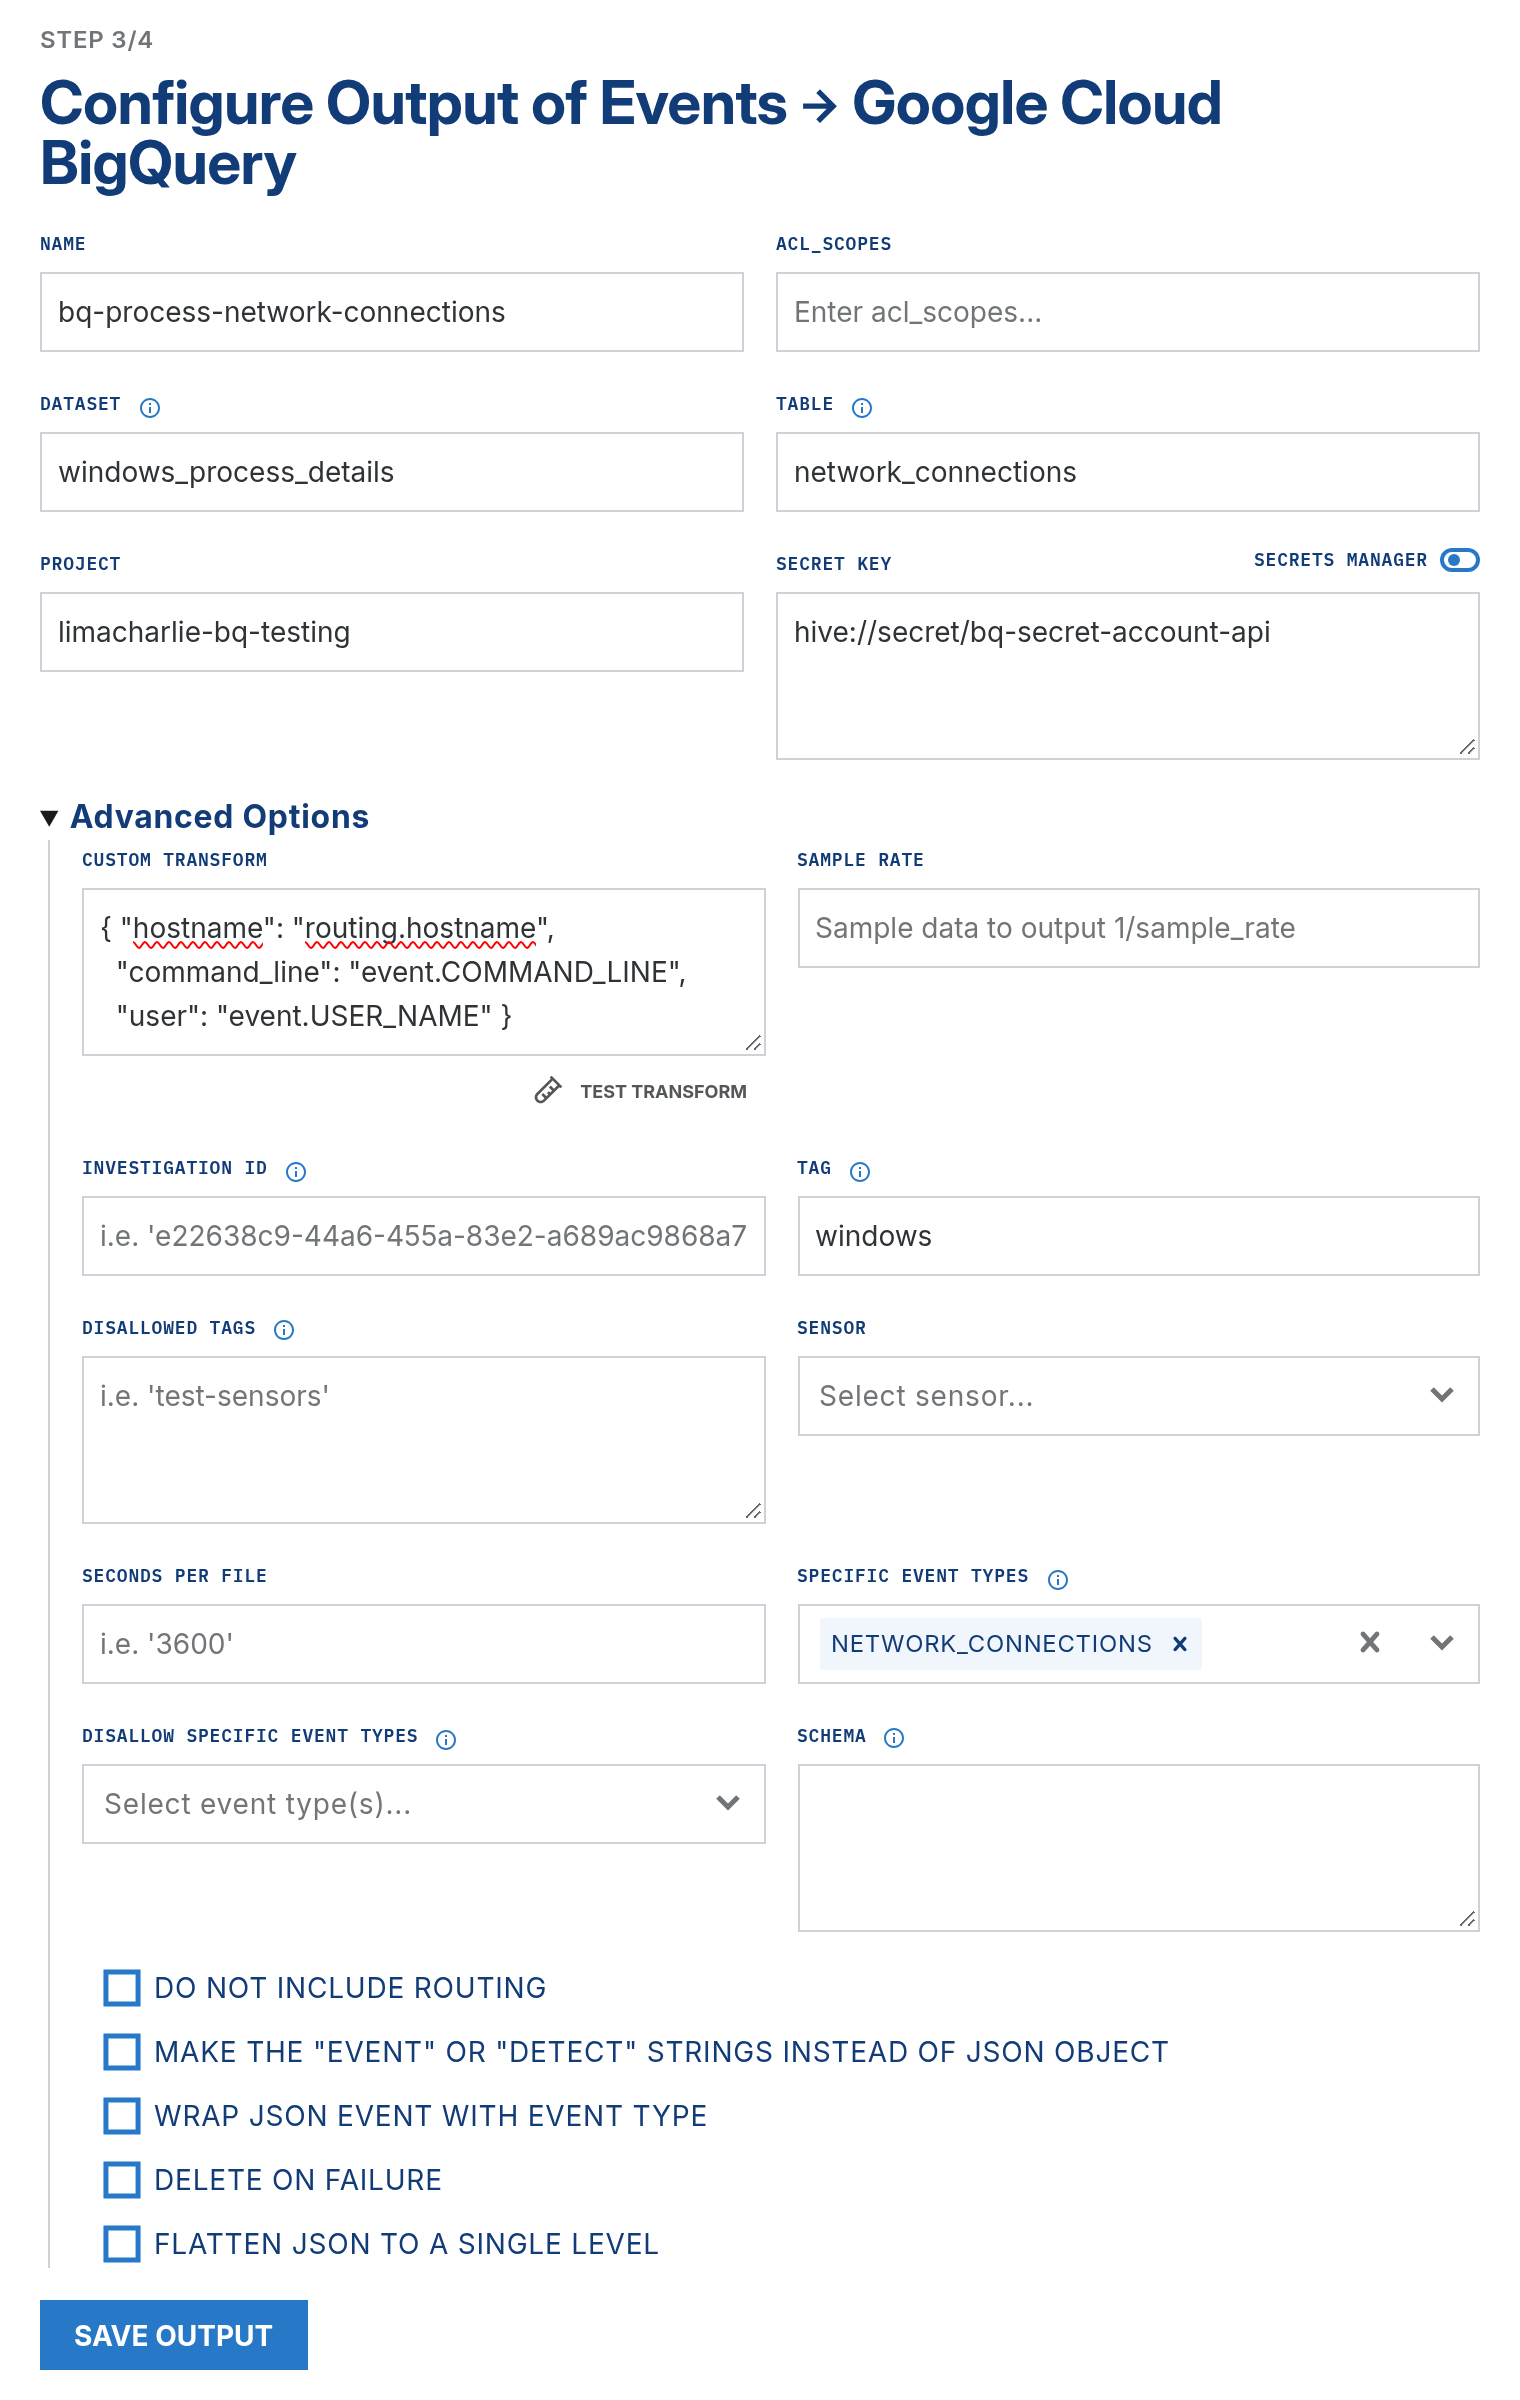 STEP 3/4
Configure Output of Events → Google Cloud
BigQuery
NAME
ACL_SCOPES
bq-process-network-connections
Enter acl_scopes...
DATASET
TABLE
windows_process_details
network_connections
PROJECT
SECRET KEY
SECRETS MANAGER
limacharlie-bq-testing
hive://secret/bq-secret-account-api
Advanced Options
CUSTOM TRANSFORM
SAMPLE RATE
{ "hostname": "routing.hostname",
"command_line": "event.COMMAND_LINE",
"user": "event.USER_NAME" }
Sample data to output 1/sample_rate
TEST TRANSFORM
INVESTIGATION ID
TAG
i.e. 'e22638c9-44a6-455a-83e2-a689ac9868a7
windows
DISALLOWED TAGS
SENSOR
i.e. 'test-sensors'
Select sensor...
SECONDS PER FILE
SPECIFIC EVENT TYPES
i.e. '3600'
NETWORK_CONNECTIONS
DISALLOW SPECIFIC EVENT TYPES
SCHEMA
Select event type(s)...
DO NOT INCLUDE ROUTING
MAKE THE "EVENT" OR "DETECT" STRINGS INSTEAD OF JSON OBJECT
WRAP JSON EVENT WITH EVENT TYPE
DELETE ON FAILURE
FLATTEN JSON TO A SINGLE LEVEL
SAVE OUTPUT